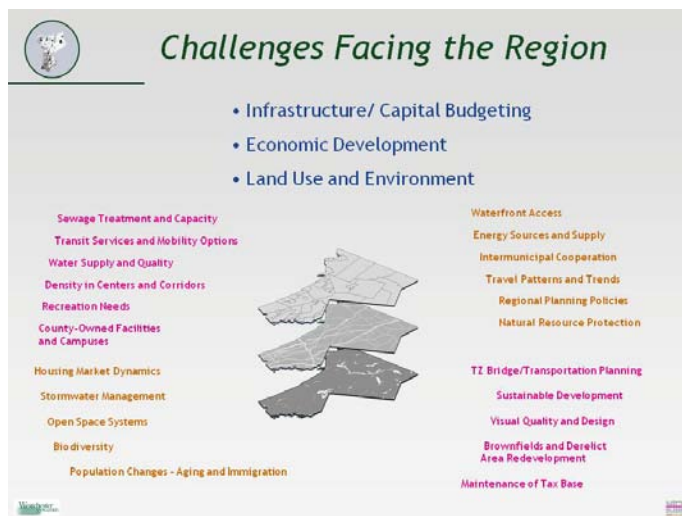 Challenges Facing the Region
• Infrastructure/ Capital Budgeting
• Economic Development
• Land Use and Environment
Sewage Treatment and Capacity
Transit Services and Mobility Options
Water Supply and Quality
Density in Centers and Corridors
Recreation Needs
County-Owned Facilities
and Campuses
Housing Market Dynamics
Stormwater Management
Open Space Systems
Biodiversity
Population Changes - Aging and Immigration
Waterfront Access
Energy Sources and Supply
Intermunicipal Cooperation
Travel Patterns and Trends
Regional Planning Policies
Natural Resource Protection
TZ Bridge/Transportation Planning
Sustainable Development
Visual Quality and Design
Brownfields and Derelict
Area Redevelopment
Maintenance of Tax Base
Westchester